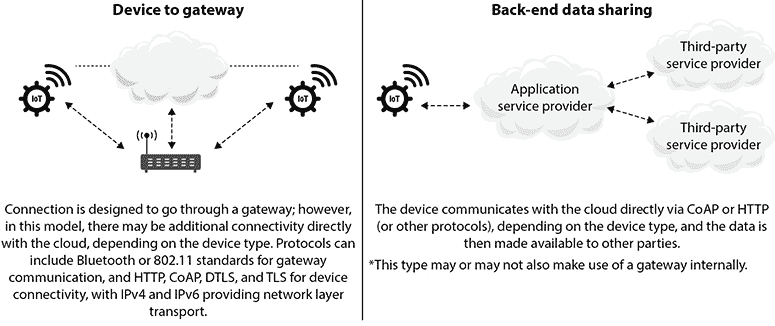 Device to gateway
IoT
IoT
Connection is designed to go through a gateway; however,
in this model, there may be additional connectivity directly
with the cloud, depending on the device type. Protocols can
include Bluetooth or 802.11 standards for gateway
communication, and HTTP, CoAP, DTLS, and TLS for device
connectivity, with IPv4 and IPv6 providing network layer
transport.
Back-end data sharing
IoT
Application
service provider
Third-party
service provider
Third-party
service provider
The device communicates with the cloud directly via CoAP or HTTP
(or other protocols), depending on the device type, and the data is
then made available to other parties.
*This type may or may not also make use of a gateway internally.